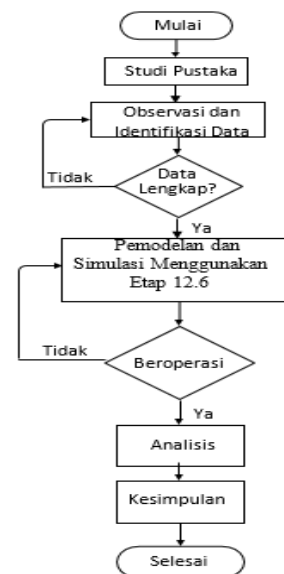 Mulai
Studi Pustaka
Observasi dan
Identifikasi Data
Data
Lengkap?
Tidak
Ya
Pemodelan dan
Simulasi Menggunakan
Etap 12.6
Tidak
Beroperasi
Ya
Analisis
Kesimpulan
Selesai